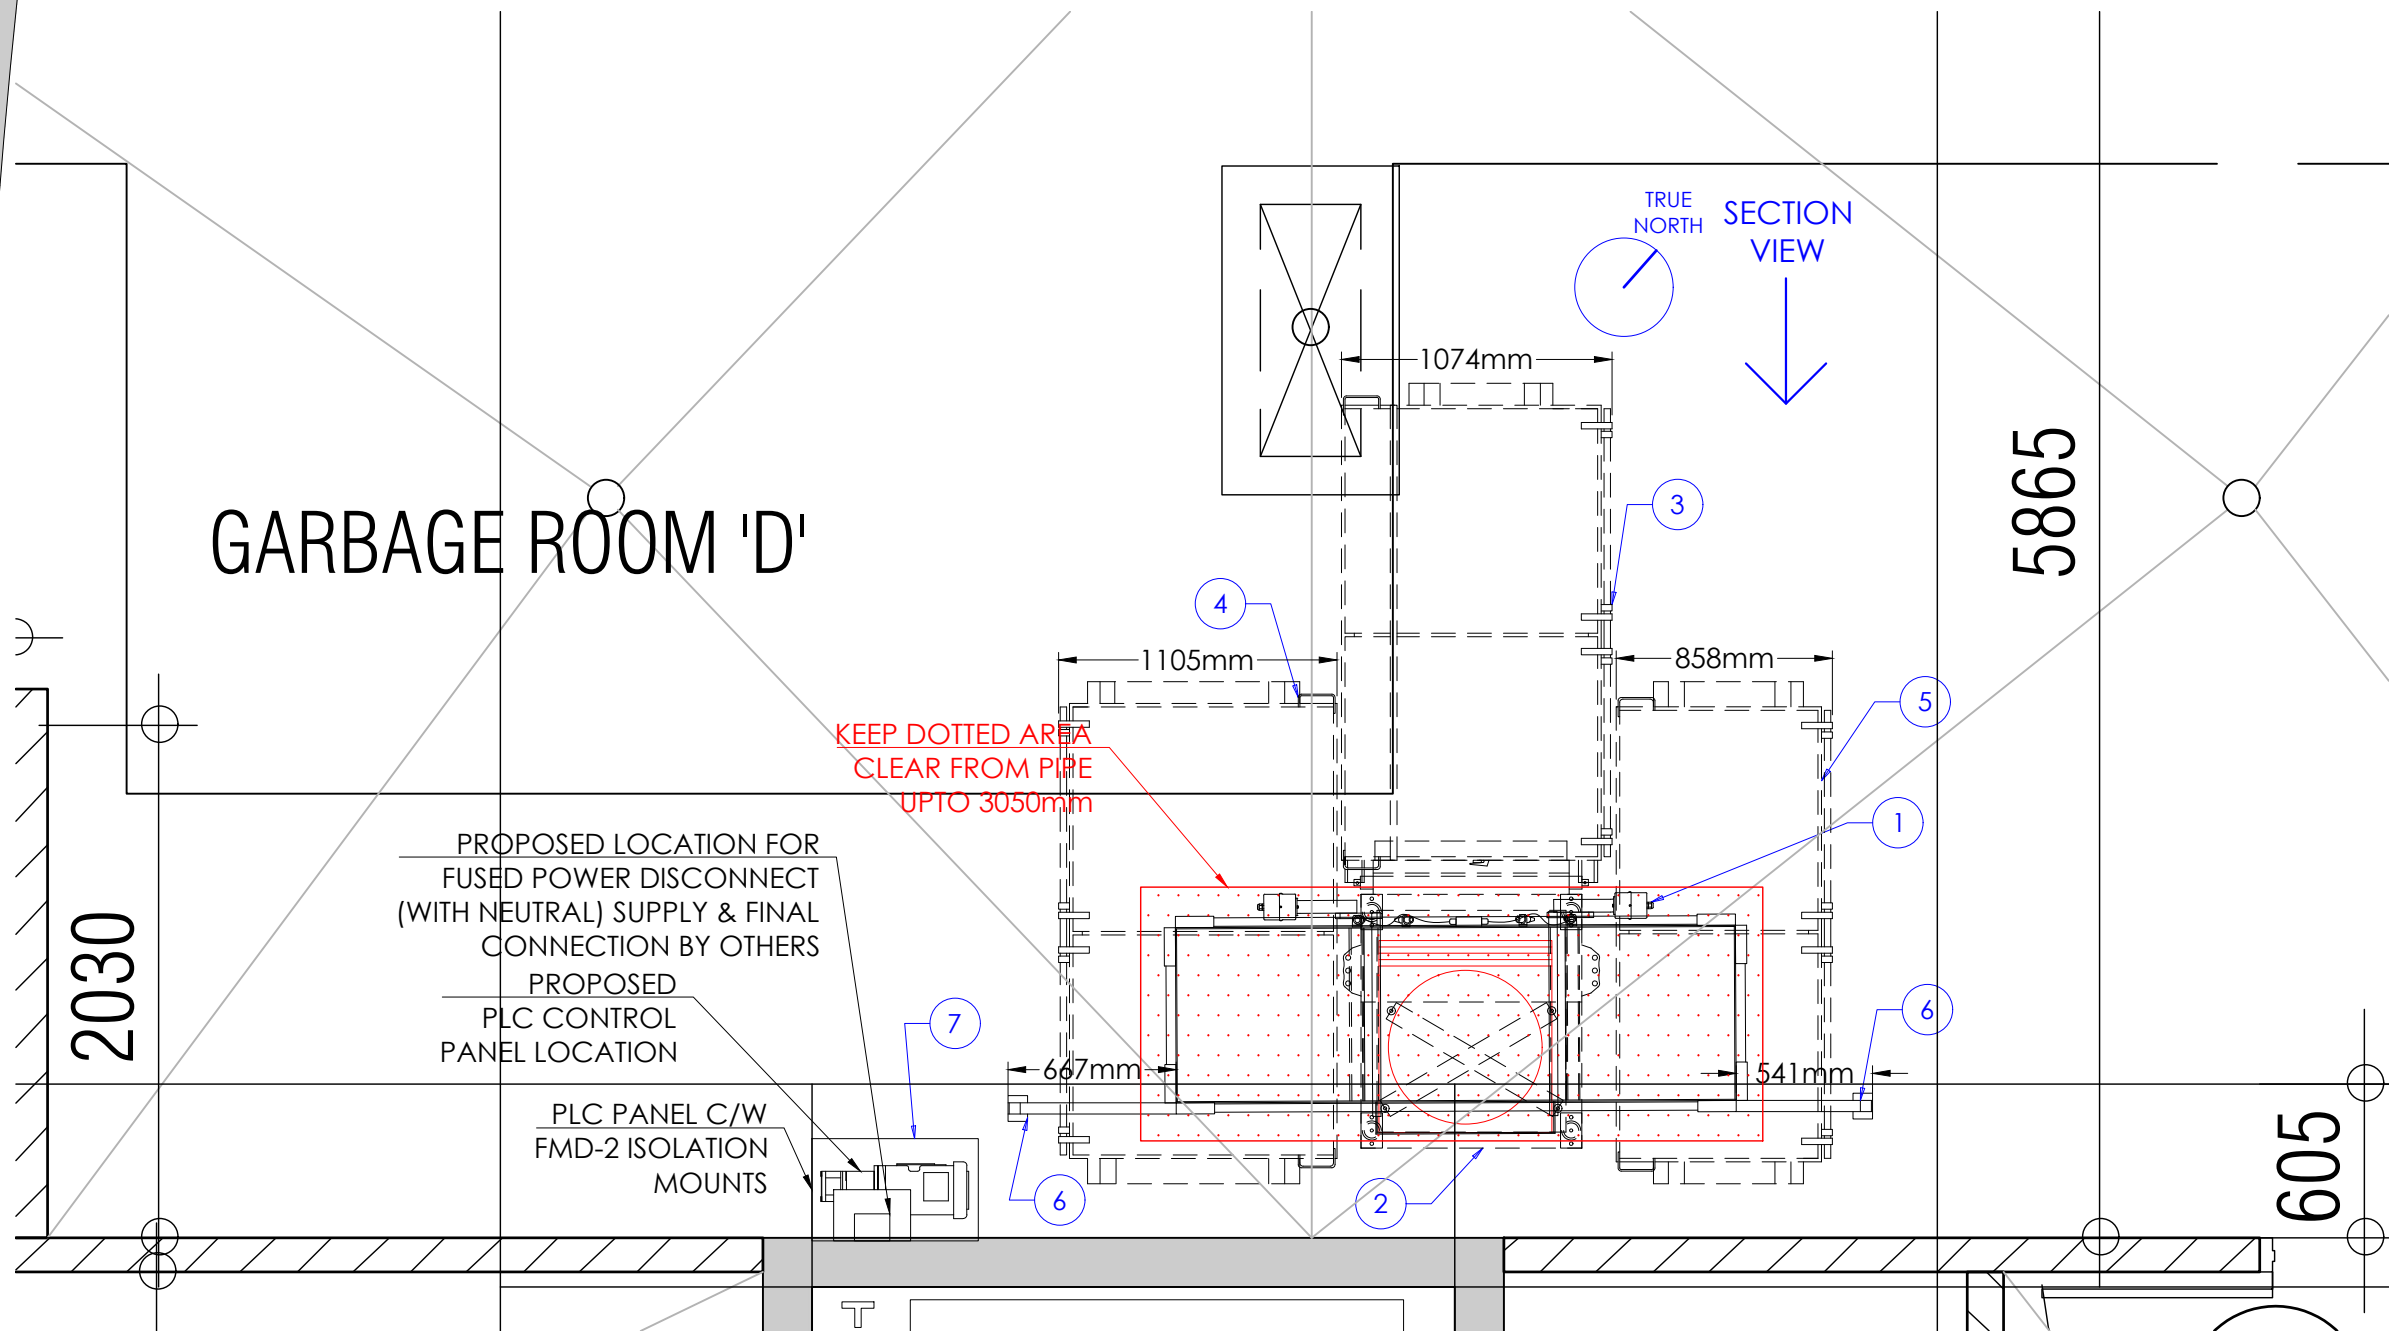 TRUE
NORTH
SECTION
VIEW
1074mm
5865
3
GARBAGE ROOM 'D'
4
1105mm
858mm
5
KEEP DOTTED AREA
CLEAR FROM PIPE
UPTO 3050mm
1
PROPOSED LOCATION FOR
FUSED POWER DISCONNECT
(WITH NEUTRAL) SUPPLY & FINAL
CONNECTION BY OTHERS
2030
PROPOSED
PLC CONTROL
PANEL LOCATION
7
6
667mm
541mm
PLC PANEL C/W
FMD-2 ISOLATION
MOUNTS
6
2
605
T